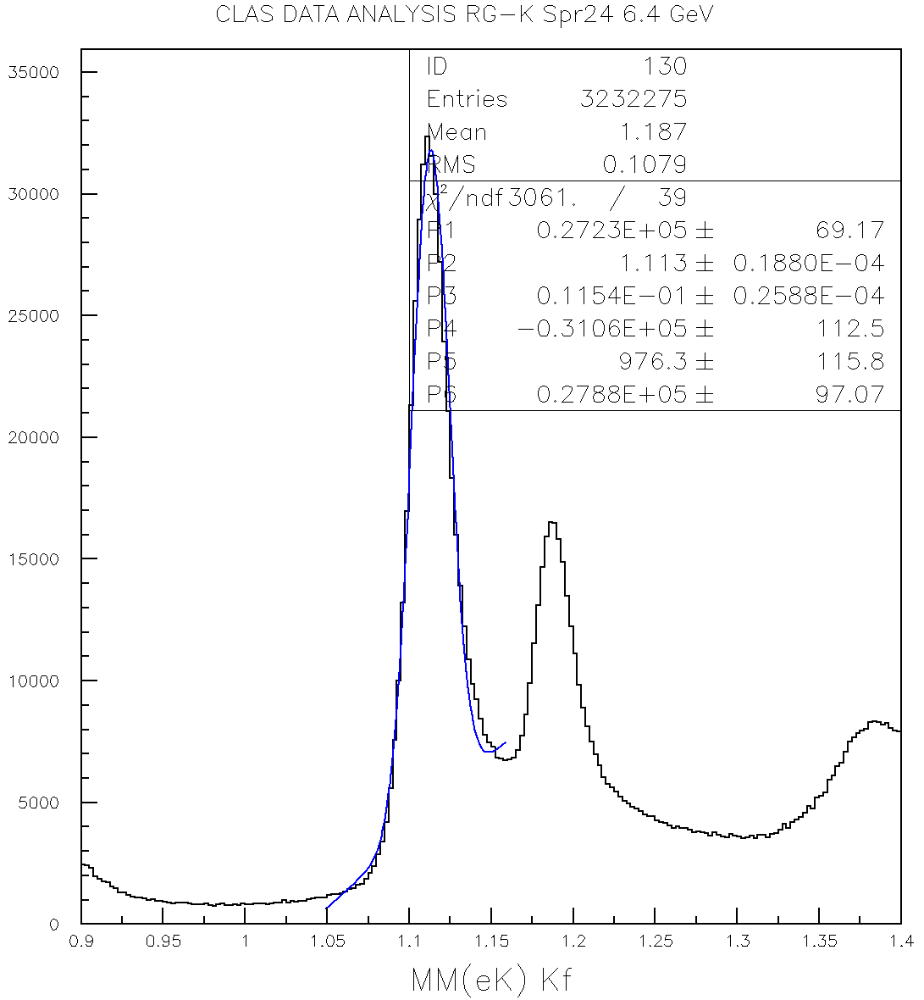 CLAS DATA ANALYSIS RG-K Spr24 6.4 GeV
ID 130
Entries 3232275
Mean 1.187
RMS 0.1079
χ²/ndf 3061. / 39
P1 0.2723E+05 ± 69.17
P2 1.113 ± 0.1880E-04
P3 0.1154E-01 ± 0.2588E-04
P4 -0.3106E+05 ± 112.5
P5 976.3 ± 115.8
P6 0.2788E+05 ± 97.07
35000
30000
25000
20000
15000
10000
5000
0
0.9 0.95 1 1.05 1.1 1.15 1.2 1.25 1.3 1.35 1.4
MM(eK) Kf